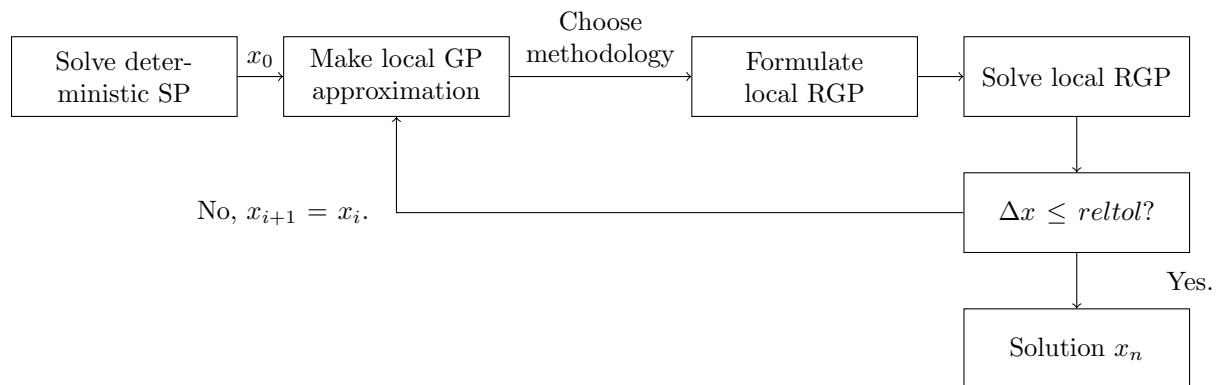 Solve deter-
ministic SP
x_0
Make local GP
approximation
Choose
methodology
Formulate
local RGP
Solve local RGP
Δx ≤ reltol?
No, x_{i+1} = x_i.
Yes.
Solution x_n